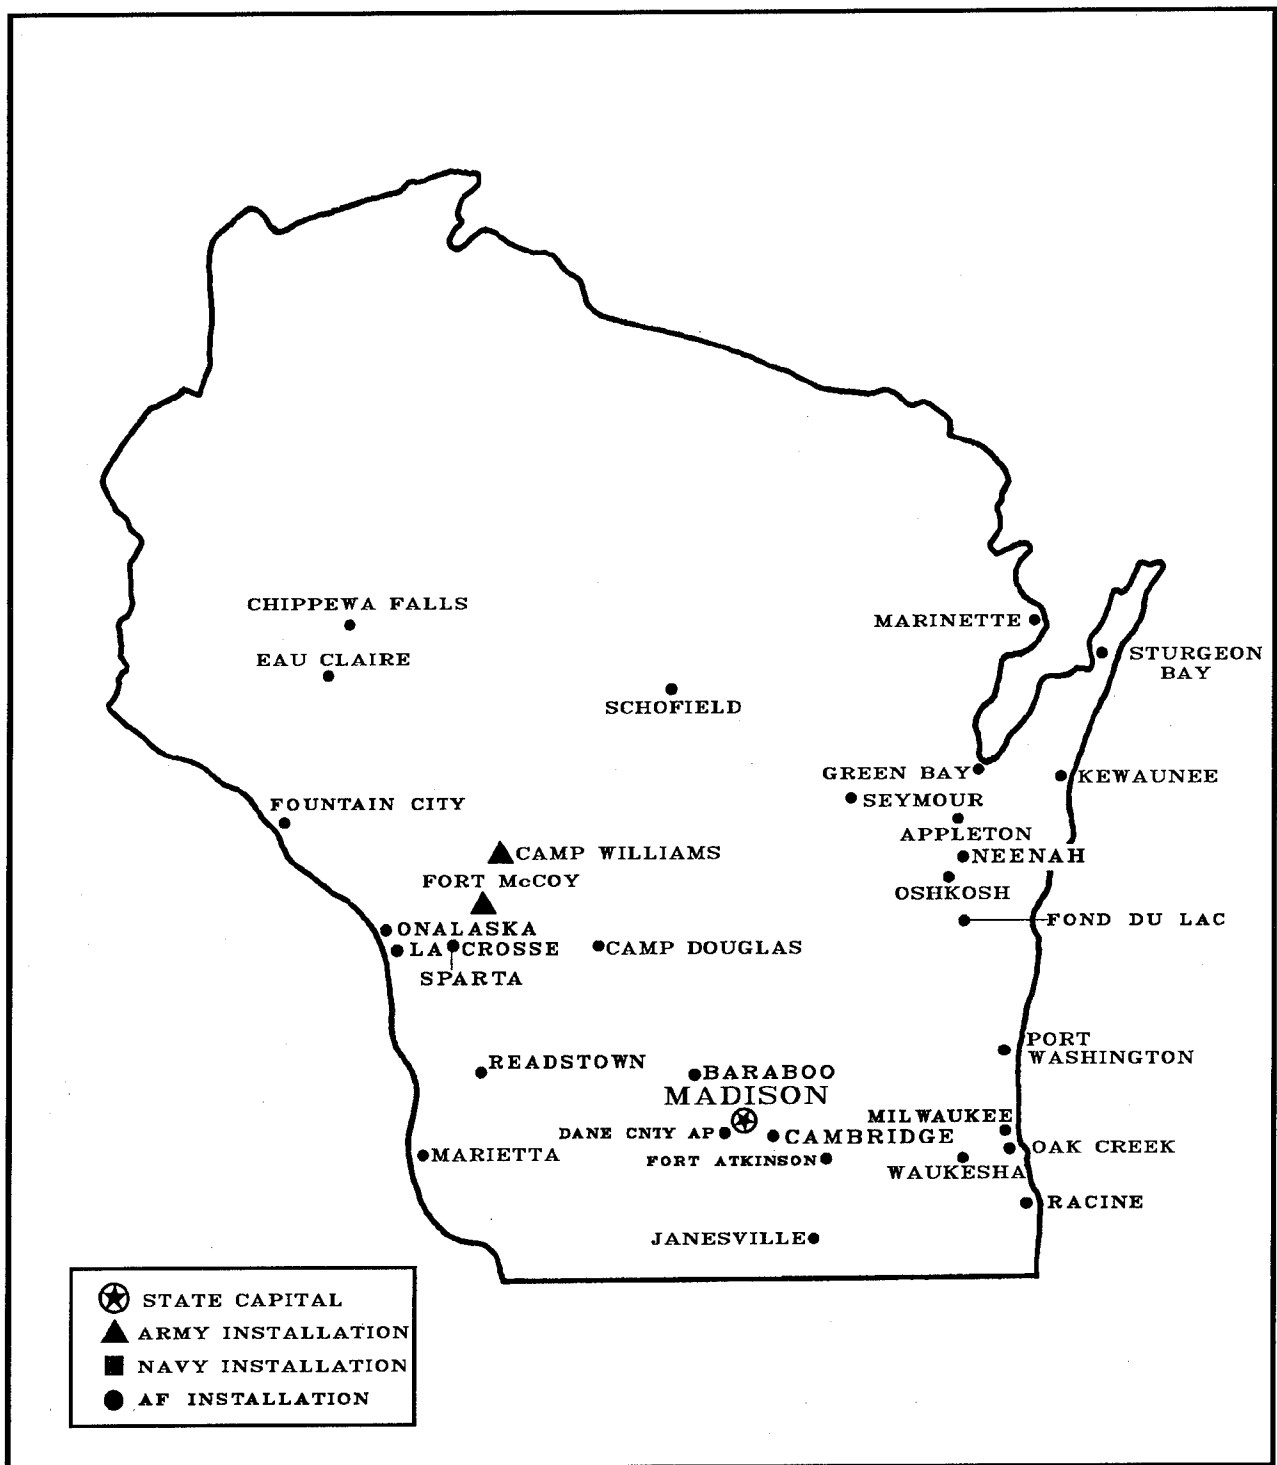 CHIPPEWA FALLS
MARINETTE
EAU CLAIRE
STURGEON
BAY
SCHOFIELD
GREEN BAY
KEWAUNEE
FOUNTAIN CITY
SEYMOUR
APPLETON
CAMP WILLIAMS
NEENAH
FORT McCOY
OSHKOSH
ONALASKA
FOND DU LAC
LA CROSSE
CAMP DOUGLAS
SPARTA
PORT
WASHINGTON
READSTOWN
BARABOO
MADISON
MILWAUKEE
DANE CNTY AP
CAMBRIDGE
OAK CREEK
MARIETTA
FORT ATKINSON
WAUKESHA
RACINE
JANESVILLE
STATE CAPITAL
ARMY INSTALLATION
NAVY INSTALLATION
AF INSTALLATION